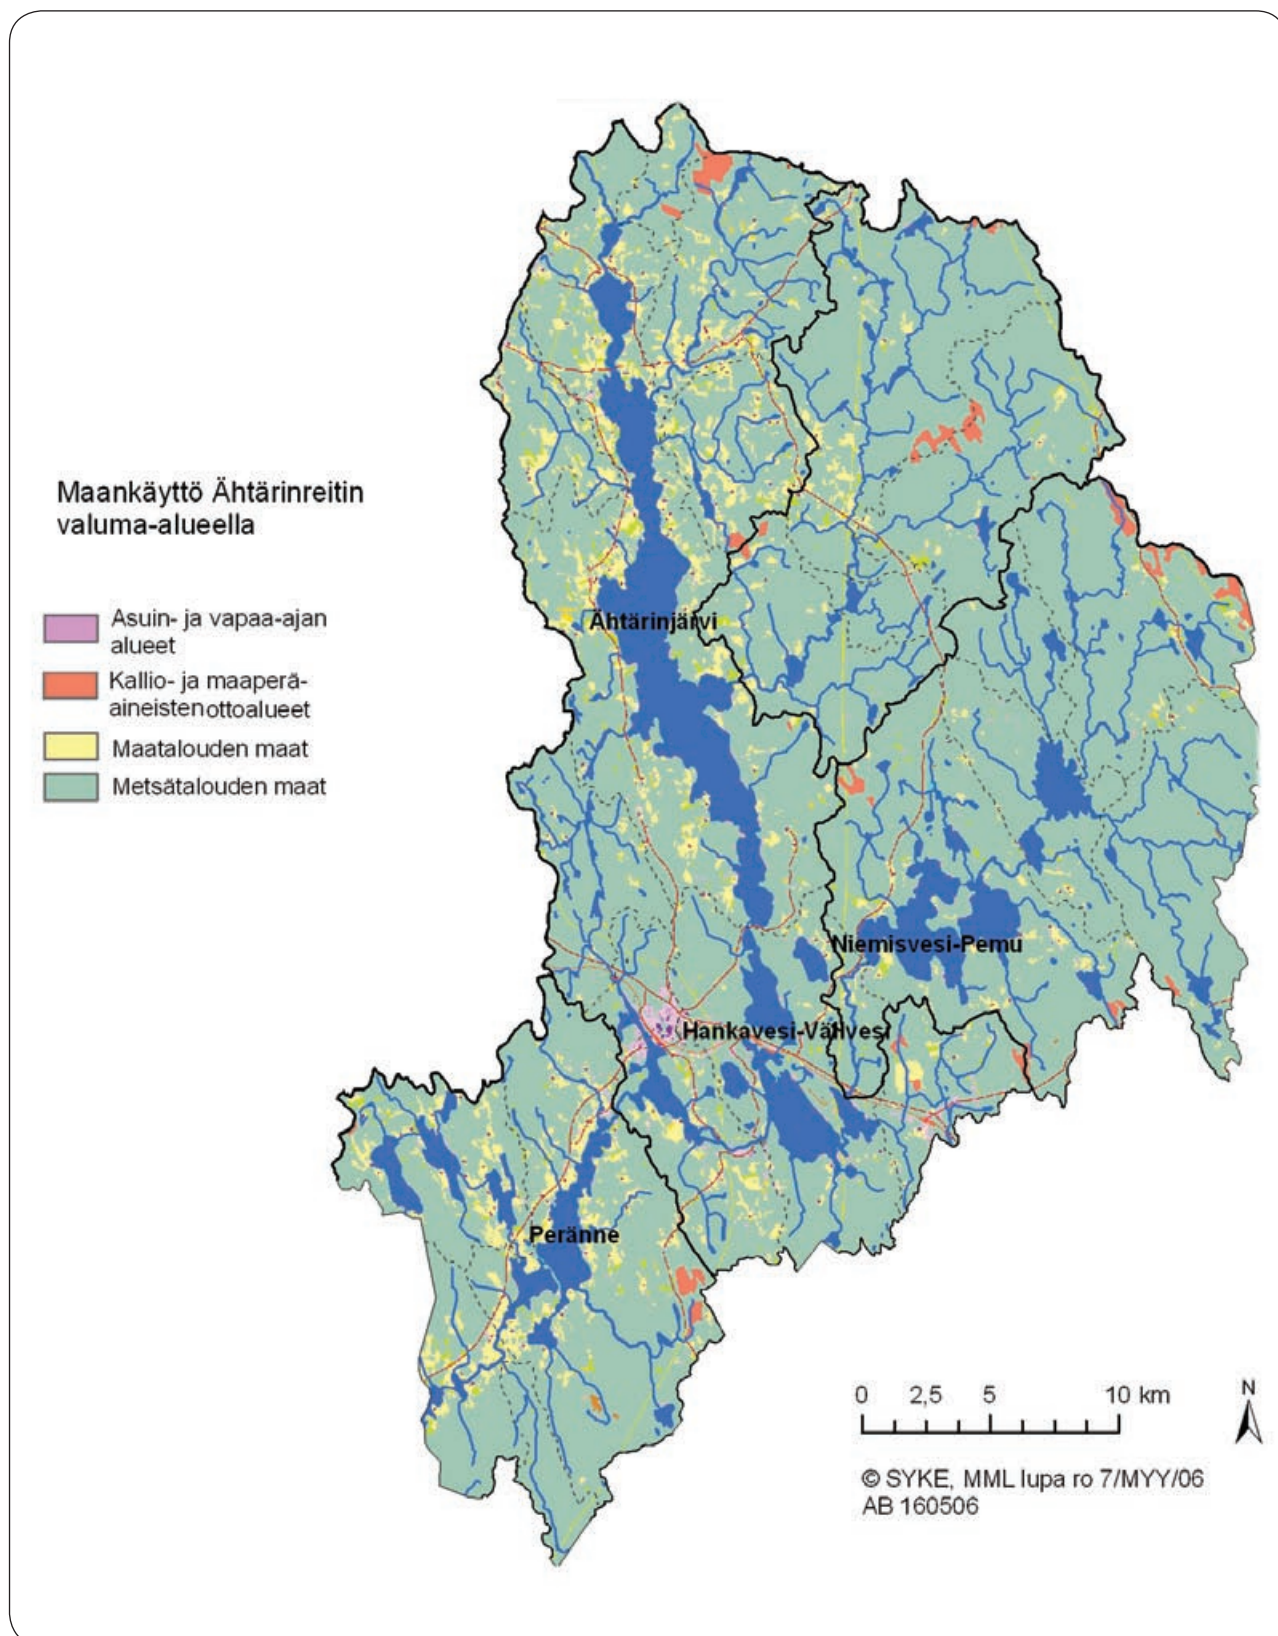 Maankäyttö Ähtärinreitin
valuma-alueella
Asuin- ja vapaa-ajan
alueet
Kallio- ja maaperä-
aineistenottoalueet
Maatalouden maat
Metsätalouden maat
Ähtärinjärvi
Niemisvesi-Pemu
Hankavesi-Välivesi
Peränne
0 2,5 5 10 km
N
© SYKE, MML lupa ro 7/MYY/06
AB 160506